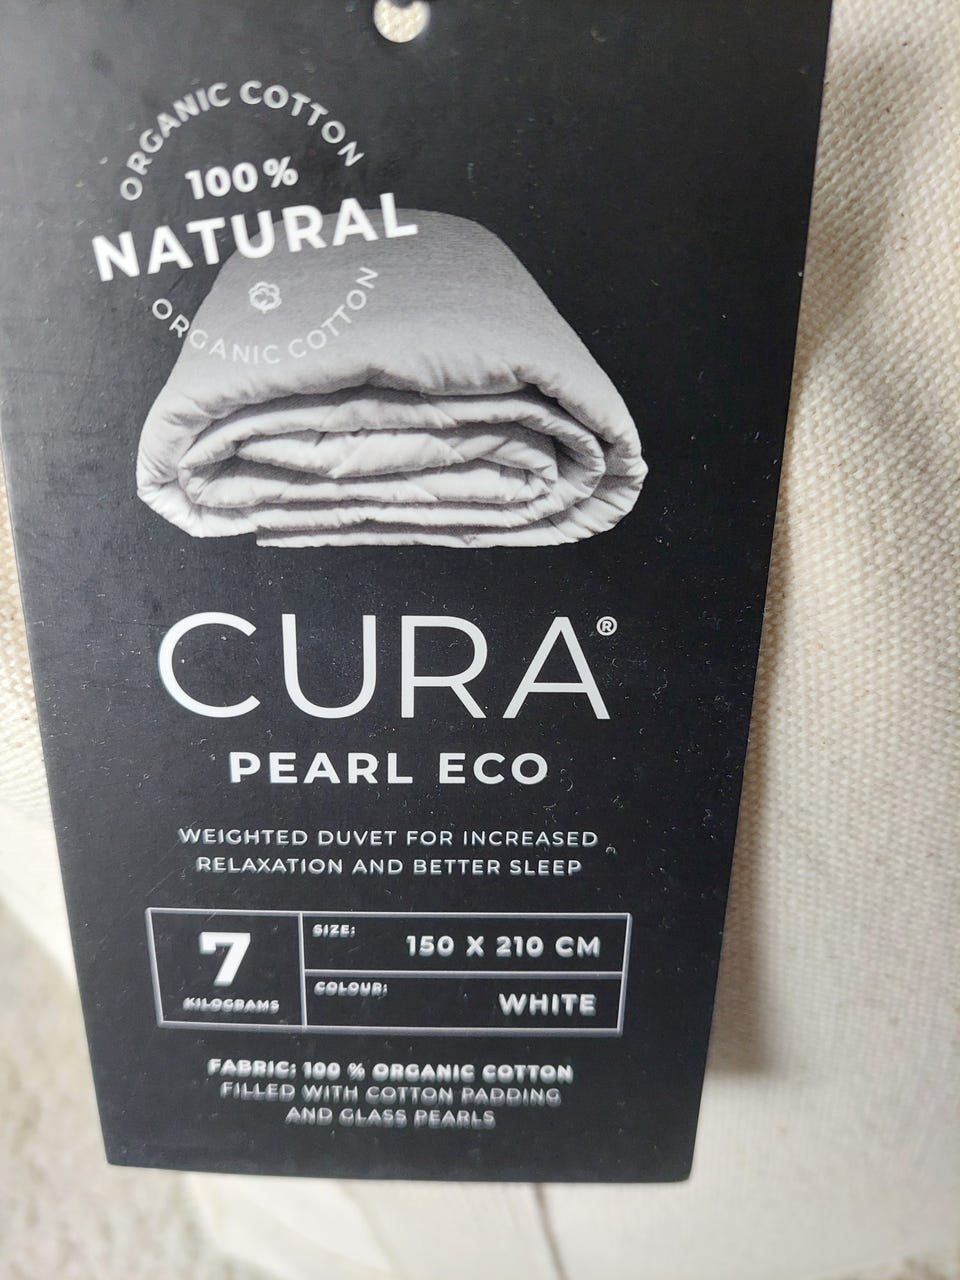 ORGANIC COTTON
100%
NATURAL
ORGANIC COTTON
CURA®
PEARL ECO
WEIGHTED DUVET FOR INCREASED
RELAXATION AND BETTER SLEEP
7
KILOGRAMS
SIZE:
150 X 210 CM
COLOUR:
WHITE
FABRIC: 100 % ORGANIC COTTON
FILLED WITH COTTON PADDING
AND GLASS PEARLS